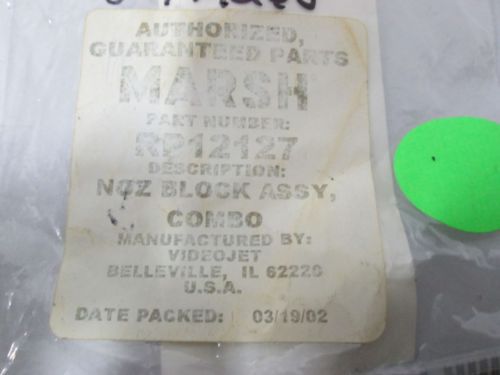 AUTHORIZED,
GUARANTEED PARTS
MARSH
PART NUMBER:
RP12127
DESCRIPTION:
NOZ BLOCK ASSY,
COMBO
MANUFACTURED BY:
VIDEOJET
BELLEVILLE, IL 62226
U.S.A.
DATE PACKED: 03/19/02